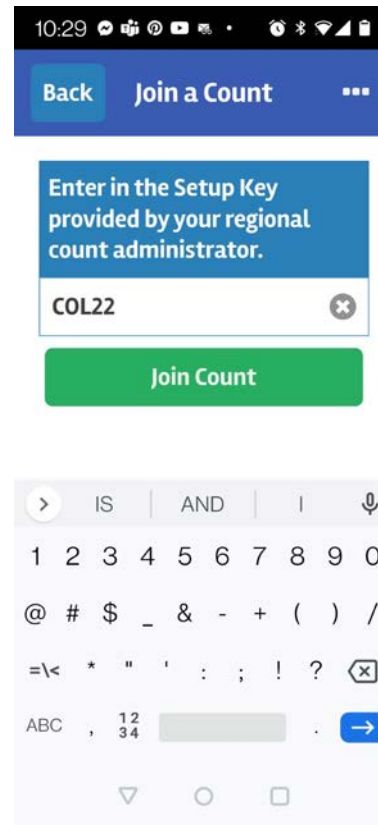 10:29
Back Join a Count
Enter in the Setup Key
provided by your regional
count administrator.
COL22
Join Count
IS AND I
1 2 3 4 5 6 7 8 9 0
@ # $ _ & - + ( ) /
=\< * " ' : ; ! ?
ABC , 12 .
34